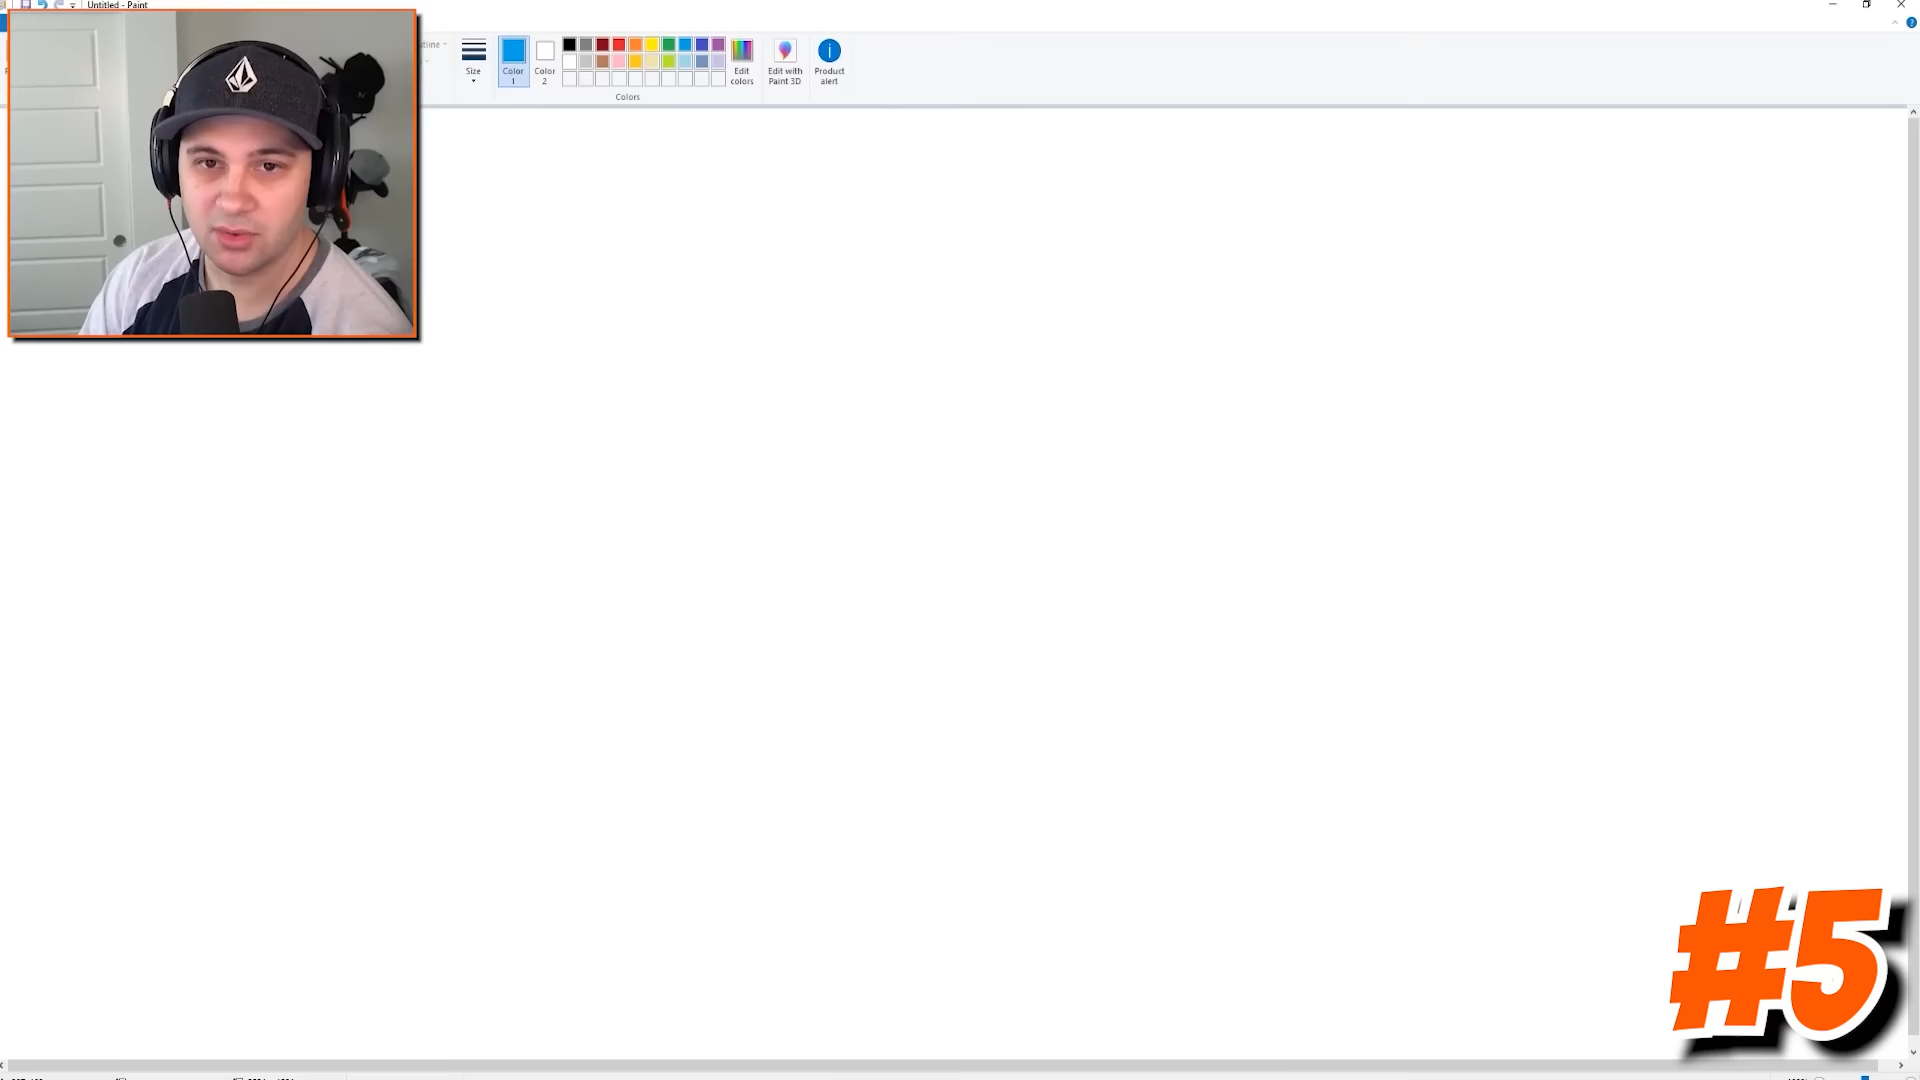 Untitled - Paint
Size
Color
1
Color
2
Edit
colors
Edit with
Paint 3D
Product
alert
Colors
#5